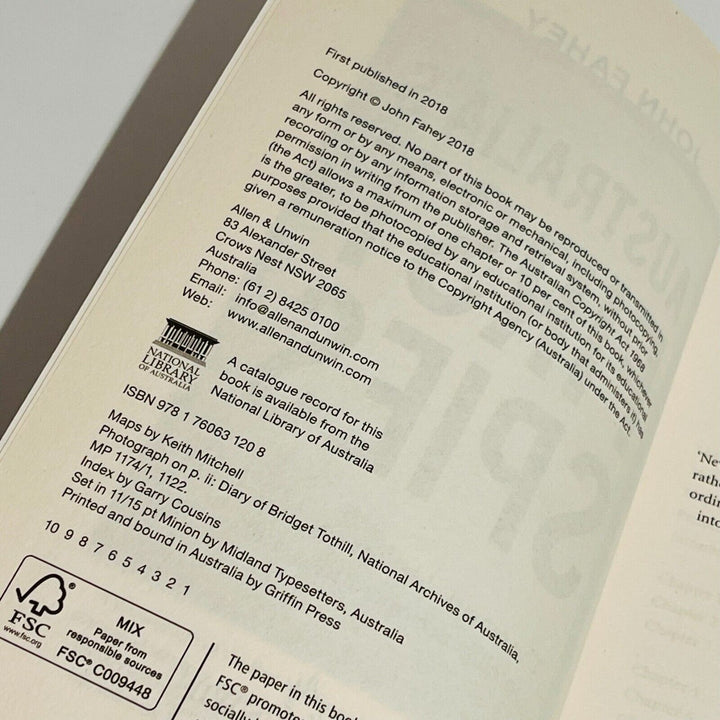 First published in 2018
Copyright © John Fahey 2018
All rights reserved. No part of this book may be reproduced or transmitted in
any form or by any means, electronic or mechanical, including photocopying,
recording or by any information storage and retrieval system, without prior
permission in writing from the publisher. The Australian Copyright Act 1968
(the Act) allows a maximum of one chapter or 10 per cent of this book, whichever
is the greater, to be photocopied by any educational institution for its educational
purposes provided that the educational institution (or body that administers it) has
given a remuneration notice to the Copyright Agency (Australia) under the Act.
Allen & Unwin
83 Alexander Street
Crows Nest NSW 2065
Australia
Phone: (61 2) 8425 0100
Email: info@allenandunwin.com
Web: www.allenandunwin.com
NATIONAL
LIBRARY
OF AUSTRALIA
A catalogue record for this
book is available from the
National Library of Australia
ISBN 978 1 76063 120 8
Maps by Keith Mitchell
Photograph on p. ii: Diary of Bridget Tothill, National Archives of Australia,
MP 1174/1, 1122.
Index by Garry Cousins
Set in 11/15 pt Minion by Midland Typesetters, Australia
Printed and bound in Australia by Griffin Press
10 9 8 7 6 5 4 3 2 1
FSC®
www.fsc.org
MIX
Paper from
responsible sources
FSC® C009448
The paper in this
FSC® promote
socially
'Ne
rath
ordin
into